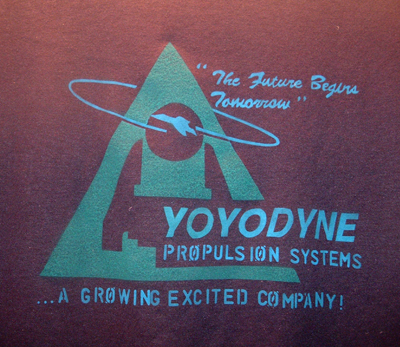 "The Future Begins
Tomorrow"
YOYODYNE
PROPULSION SYSTEMS
...A GROWING EXCITED COMPANY!